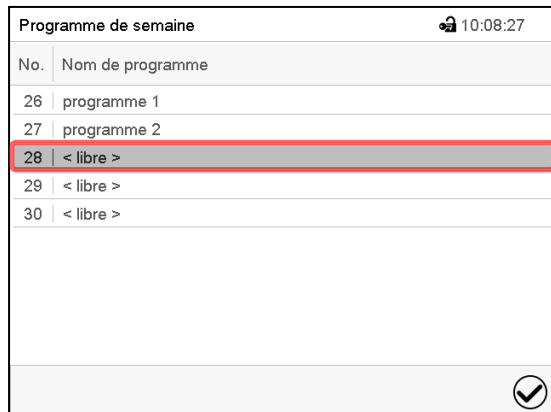 Programme de semaine 10:08:27
No. Nom de programme
26 programme 1
27 programme 2
28 < libre >
29 < libre >
30 < libre >